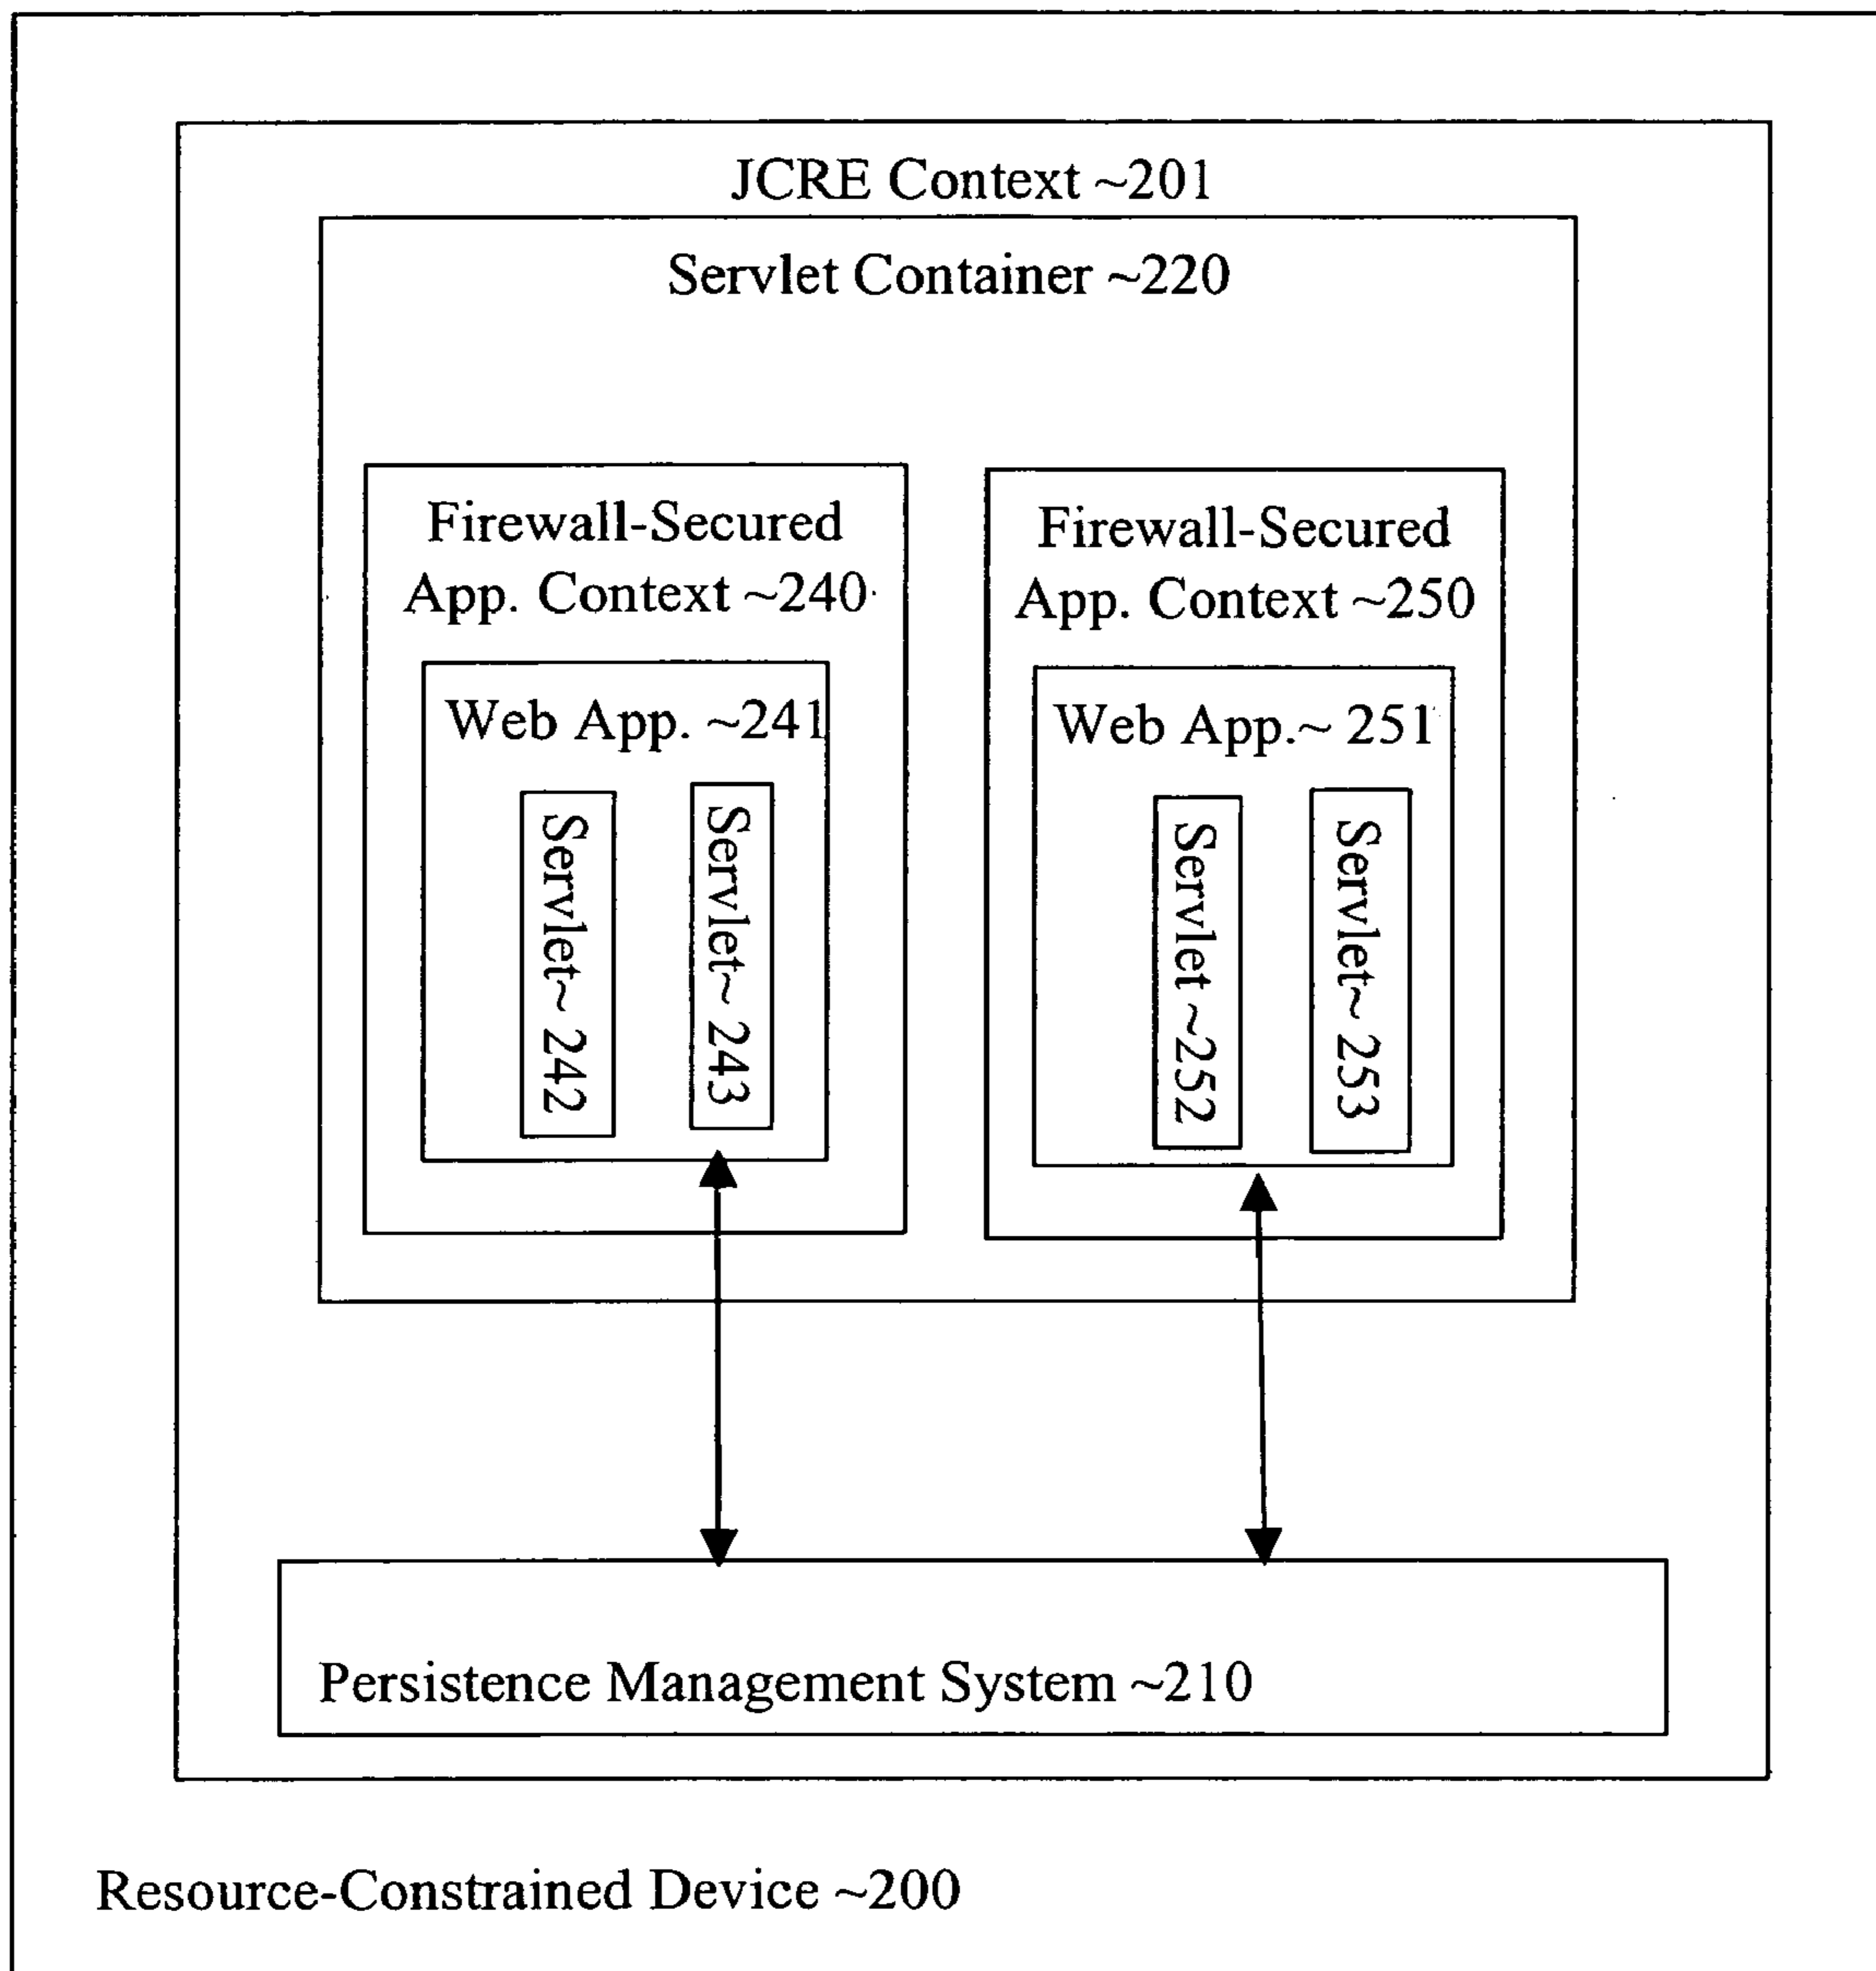 JCRE Context ~201
Servlet Container ~220
Firewall-Secured
App. Context ~240
Web App. ~241
Servlet~ 242
Servlet~ 243
Firewall-Secured
App. Context ~250
Web App.~ 251
Servlet ~252
Servlet~ 253
Persistence Management System ~210
Resource-Constrained Device ~200